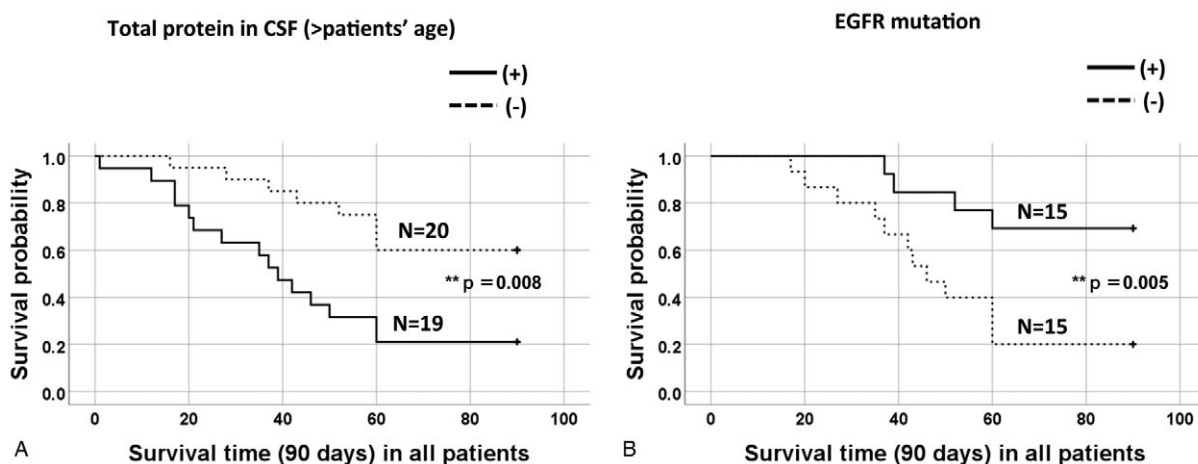 Total protein in CSF (>patients' age)
(+)
(-)
Survival probability
1.0
0.8
0.6
0.4
0.2
0.0
N=20
** p = 0.008
N=19
0 20 40 60 80 100
A
Survival time (90 days) in all patients
EGFR mutation
(+)
(-)
Survival probability
1.0
0.8
0.6
0.4
0.2
0.0
N=15
** p = 0.005
N=15
0 20 40 60 80 100
B
Survival time (90 days) in all patients